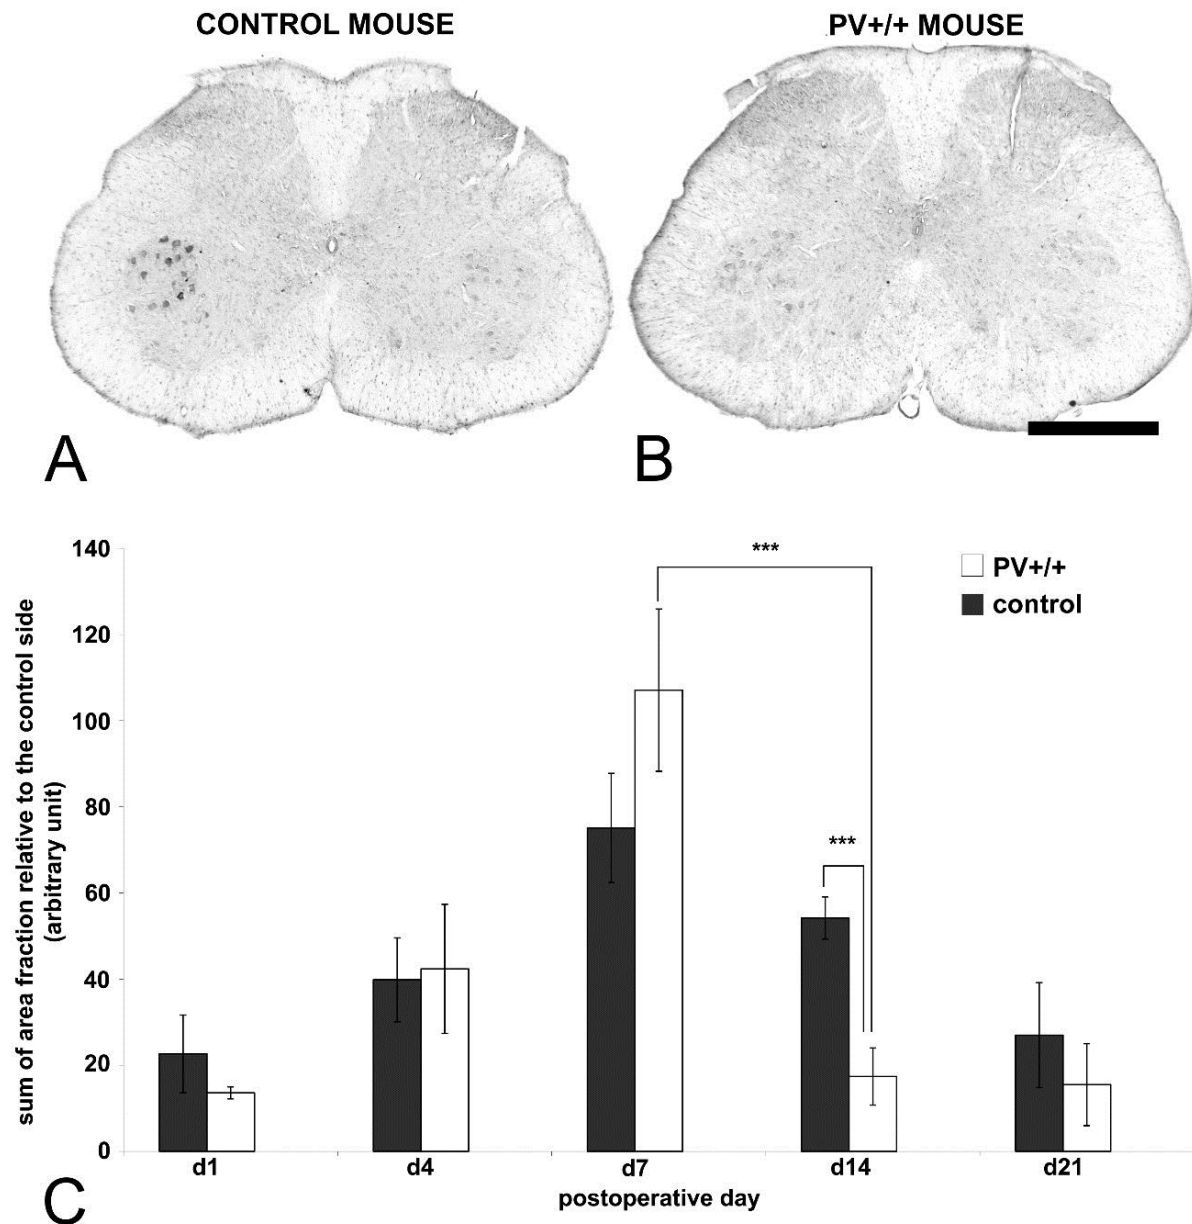 CONTROL MOUSE
PV+/+ MOUSE
A
B
140
120
100
80
60
40
20
0
sum of area fraction relative to the control side
(arbitrary unit)
***
***
PV+/+
control
d1
d4
d7
d14
d21
postoperative day
C